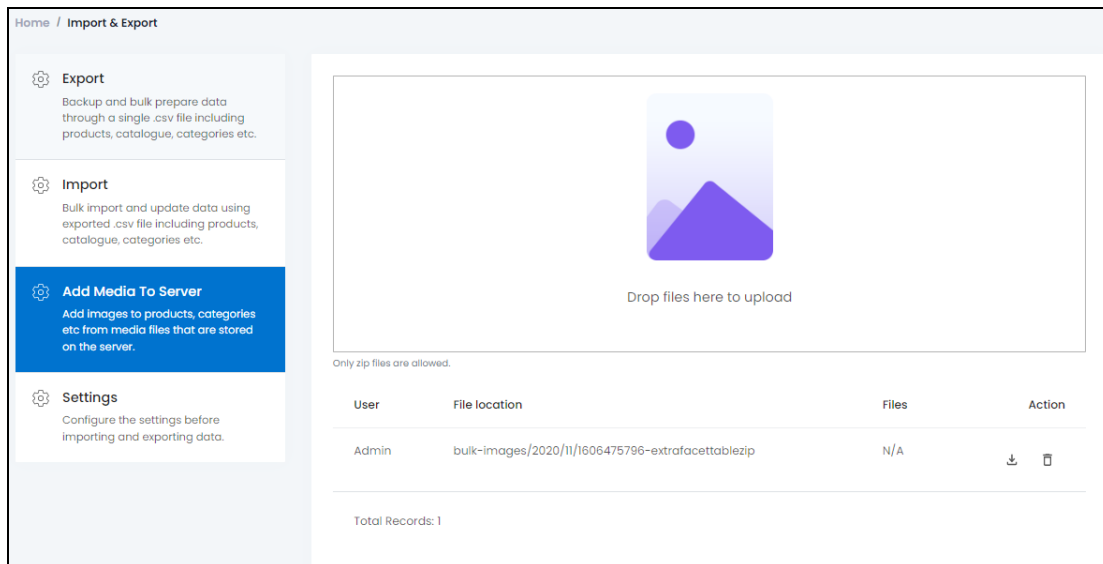 Home / Import & Export
Export
Backup and bulk prepare data
through a single .csv file including
products, catalogue, categories etc.
Import
Bulk import and update data using
exported .csv file including products,
catalogue, categories etc.
Add Media To Server
Add images to products, categories
etc from media files that are stored
on the server.
Settings
Configure the settings before
importing and exporting data.
Drop files here to upload
Only zip files are allowed.
User File location Files Action
Admin bulk-images/2020/11/1606475796-extrafacettablezip N/A
Total Records: 1